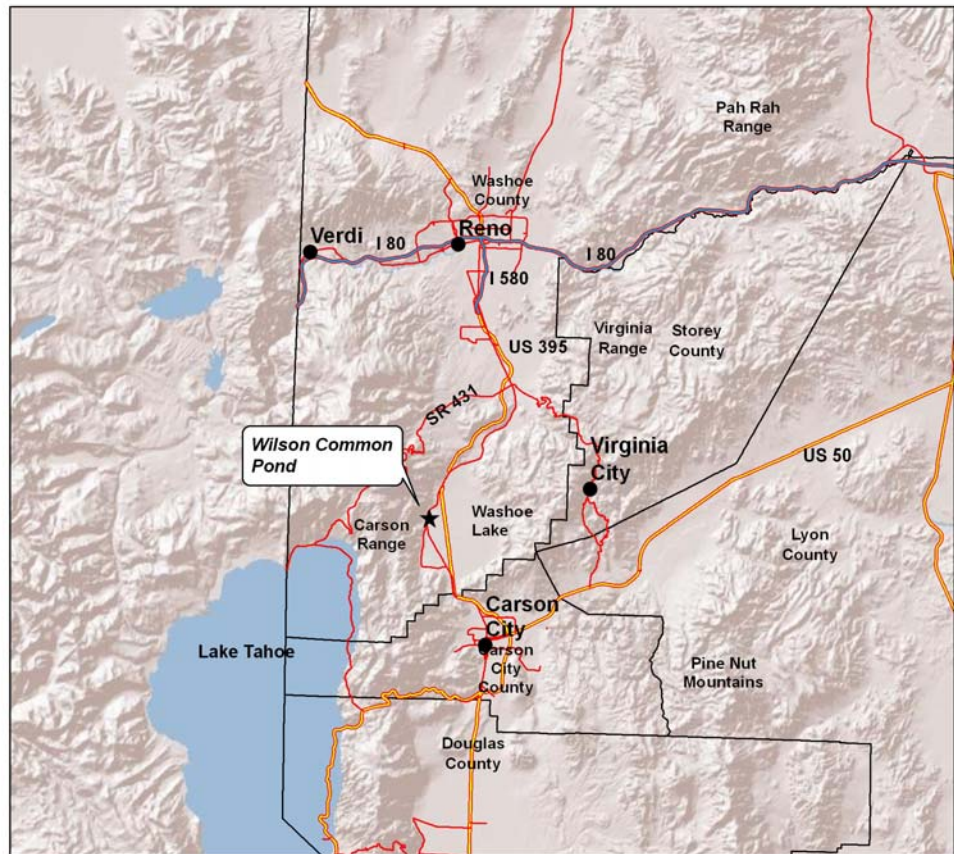 Pah Rah
Range
Washoe
County
Reno
Verdi
I 80
I 80
I 580
Virginia
Range
Storey
County
US 395
SR 431
Wilson Common
Pond
Virginia
City
US 50
Washoe
Lake
Carson
Range
Lyon
County
Carson
City
Carson
City
County
Lake Tahoe
Pine Nut
Mountains
Douglas
County